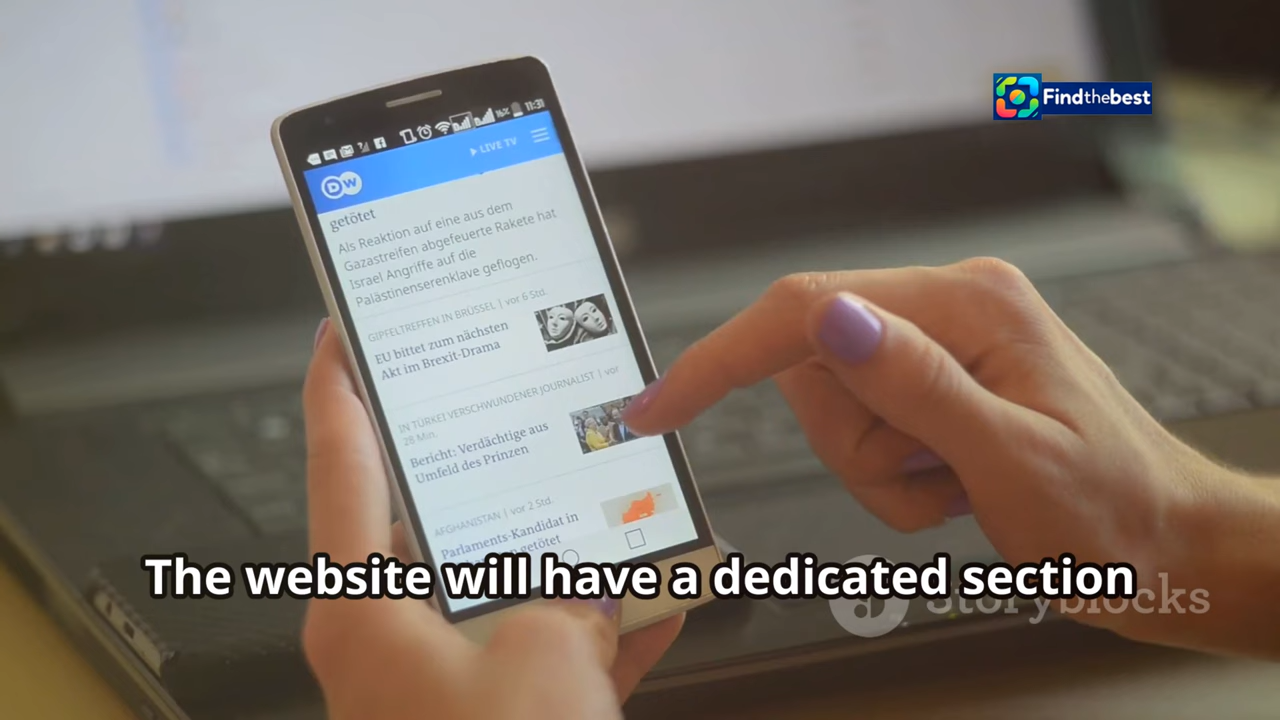 Findthebest
11:31
LIVE TV
DW
getötet
Als Reaktion auf eine aus dem
Gazastreifen abgefeuerte Rakete hat
Israel Angriffe auf die
Palästinenserenklave geflogen.
GIPFELTREFFEN IN BRÜSSEL | vor 6 Std.
EU bittet zum nächsten
Akt im Brexit-Drama
IN TÜRKEI VERSCHWUNDENER JOURNALIST | vor
28 Min.
Bericht: Verdächtige aus
Umfeld des Prinzen
AFGHANISTAN | vor 2 Std.
Parlaments-Kandidat in
getötet
The website will have a dedicated section
Storyblocks